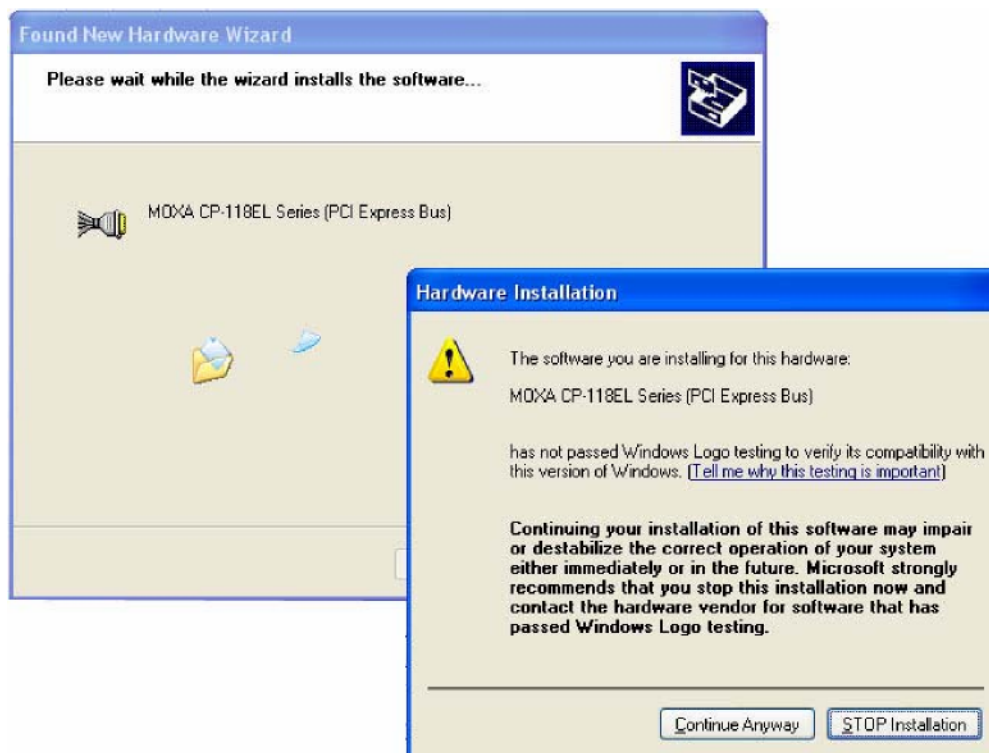 Found New Hardware Wizard
Please wait while the wizard installs the software...
MOXA CP-118EL Series (PCI Express Bus)
Hardware Installation
The software you are installing for this hardware:
MOXA CP-118EL Series (PCI Express Bus)
has not passed Windows Logo testing to verify its compatibility with
this version of Windows. (Tell me why this testing is important)
Continuing your installation of this software may impair
or destabilize the correct operation of your system
either immediately or in the future. Microsoft strongly
recommends that you stop this installation now and
contact the hardware vendor for software that has
passed Windows Logo testing.
Continue Anyway
STOP Installation